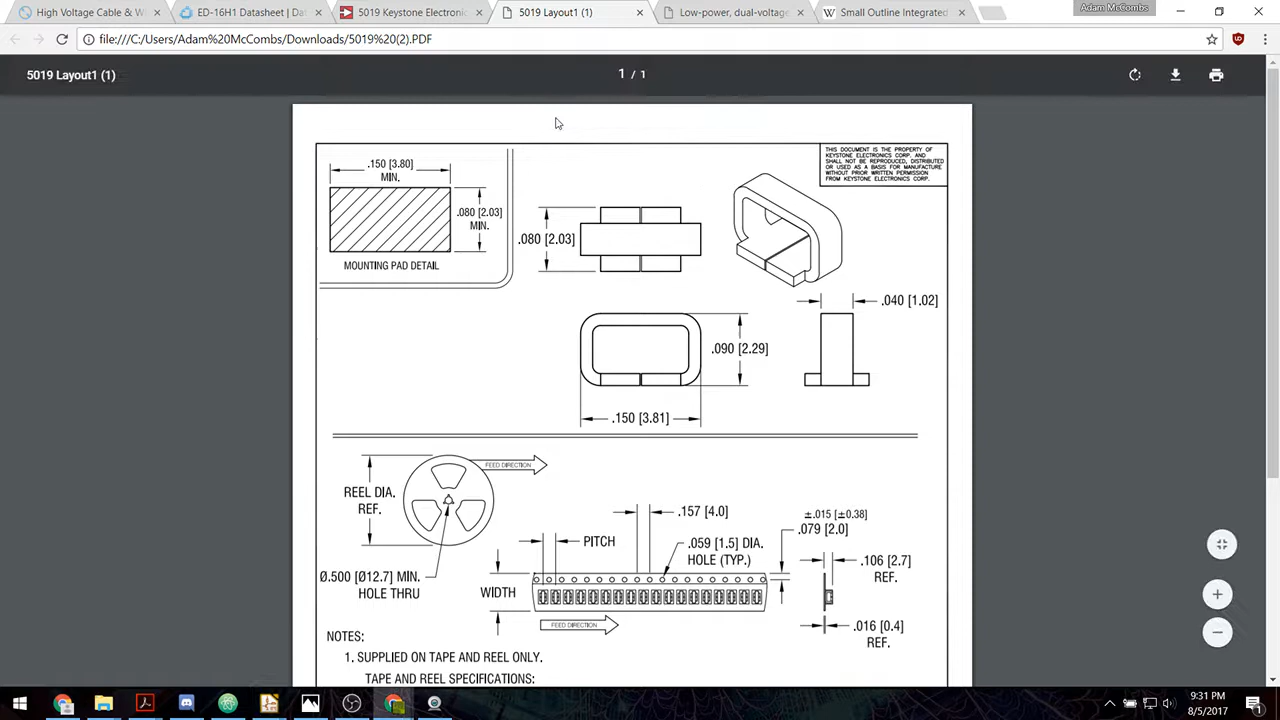 Adam McCombs
High Voltage Cable & Wi
ED-16H1 Datasheet | Dat
5019 Keystone Electronic
5019 Layout1 (1)
Low-power, dual-voltage
Small Outline Integrated
file:///C:/Users/Adam%20McCombs/Downloads/5019%20(2).PDF
5019 Layout1 (1)
1 / 1
THIS DOCUMENT IS THE PROPERTY OF
KEYSTONE ELECTRONICS CORP. AND
SHALL NOT BE REPRODUCED, DISTRIBUTED
OR USED AS A BASIS FOR MANUFACTURE
WITHOUT PRIOR WRITTEN PERMISSION
FROM KEYSTONE ELECTRONICS CORP.
.150 [3.80]
MIN.
.080 [2.03]
MIN.
MOUNTING PAD DETAIL
.080 [2.03]
.040 [1.02]
.090 [2.29]
.150 [3.81]
FEED DIRECTION
REEL DIA.
REF.
Ø.500 [Ø12.7] MIN.
HOLE THRU
PITCH
.157 [4.0]
.059 [1.5] DIA.
HOLE (TYP.)
±.015 [±0.38]
.079 [2.0]
.106 [2.7]
REF.
WIDTH
FEED DIRECTION
.016 [0.4]
REF.
NOTES;
1. SUPPLIED ON TAPE AND REEL ONLY.
TAPE AND REEL SPECIFICATIONS:
9:31 PM
8/5/2017